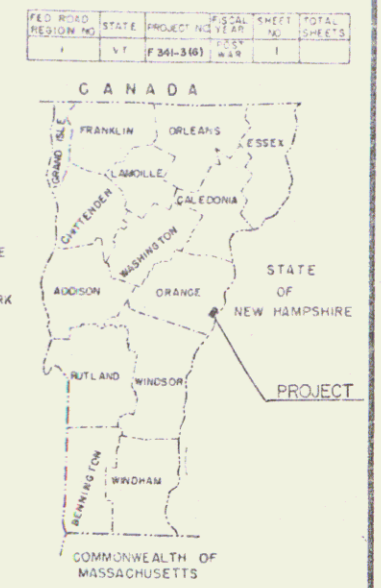 FED ROAD REGION NO. STATE PROJECT NO. FISCAL YEAR SHEET NO. TOTAL SHEETS
1 VT F 341-3(6) POST WAR 1
CANADA
GRAND ISLE
FRANKLIN
ORLEANS
ESSEX
LAMOILLE
CALEDONIA
CHITTENDEN
WASHINGTON
E
STATE
OF
NEW HAMPSHIRE
ADDISON
ORANGE
RK
PROJECT
RUTLAND
WINDSOR
BENNINGTON
WINDHAM
COMMONWEALTH OF
MASSACHUSETTS